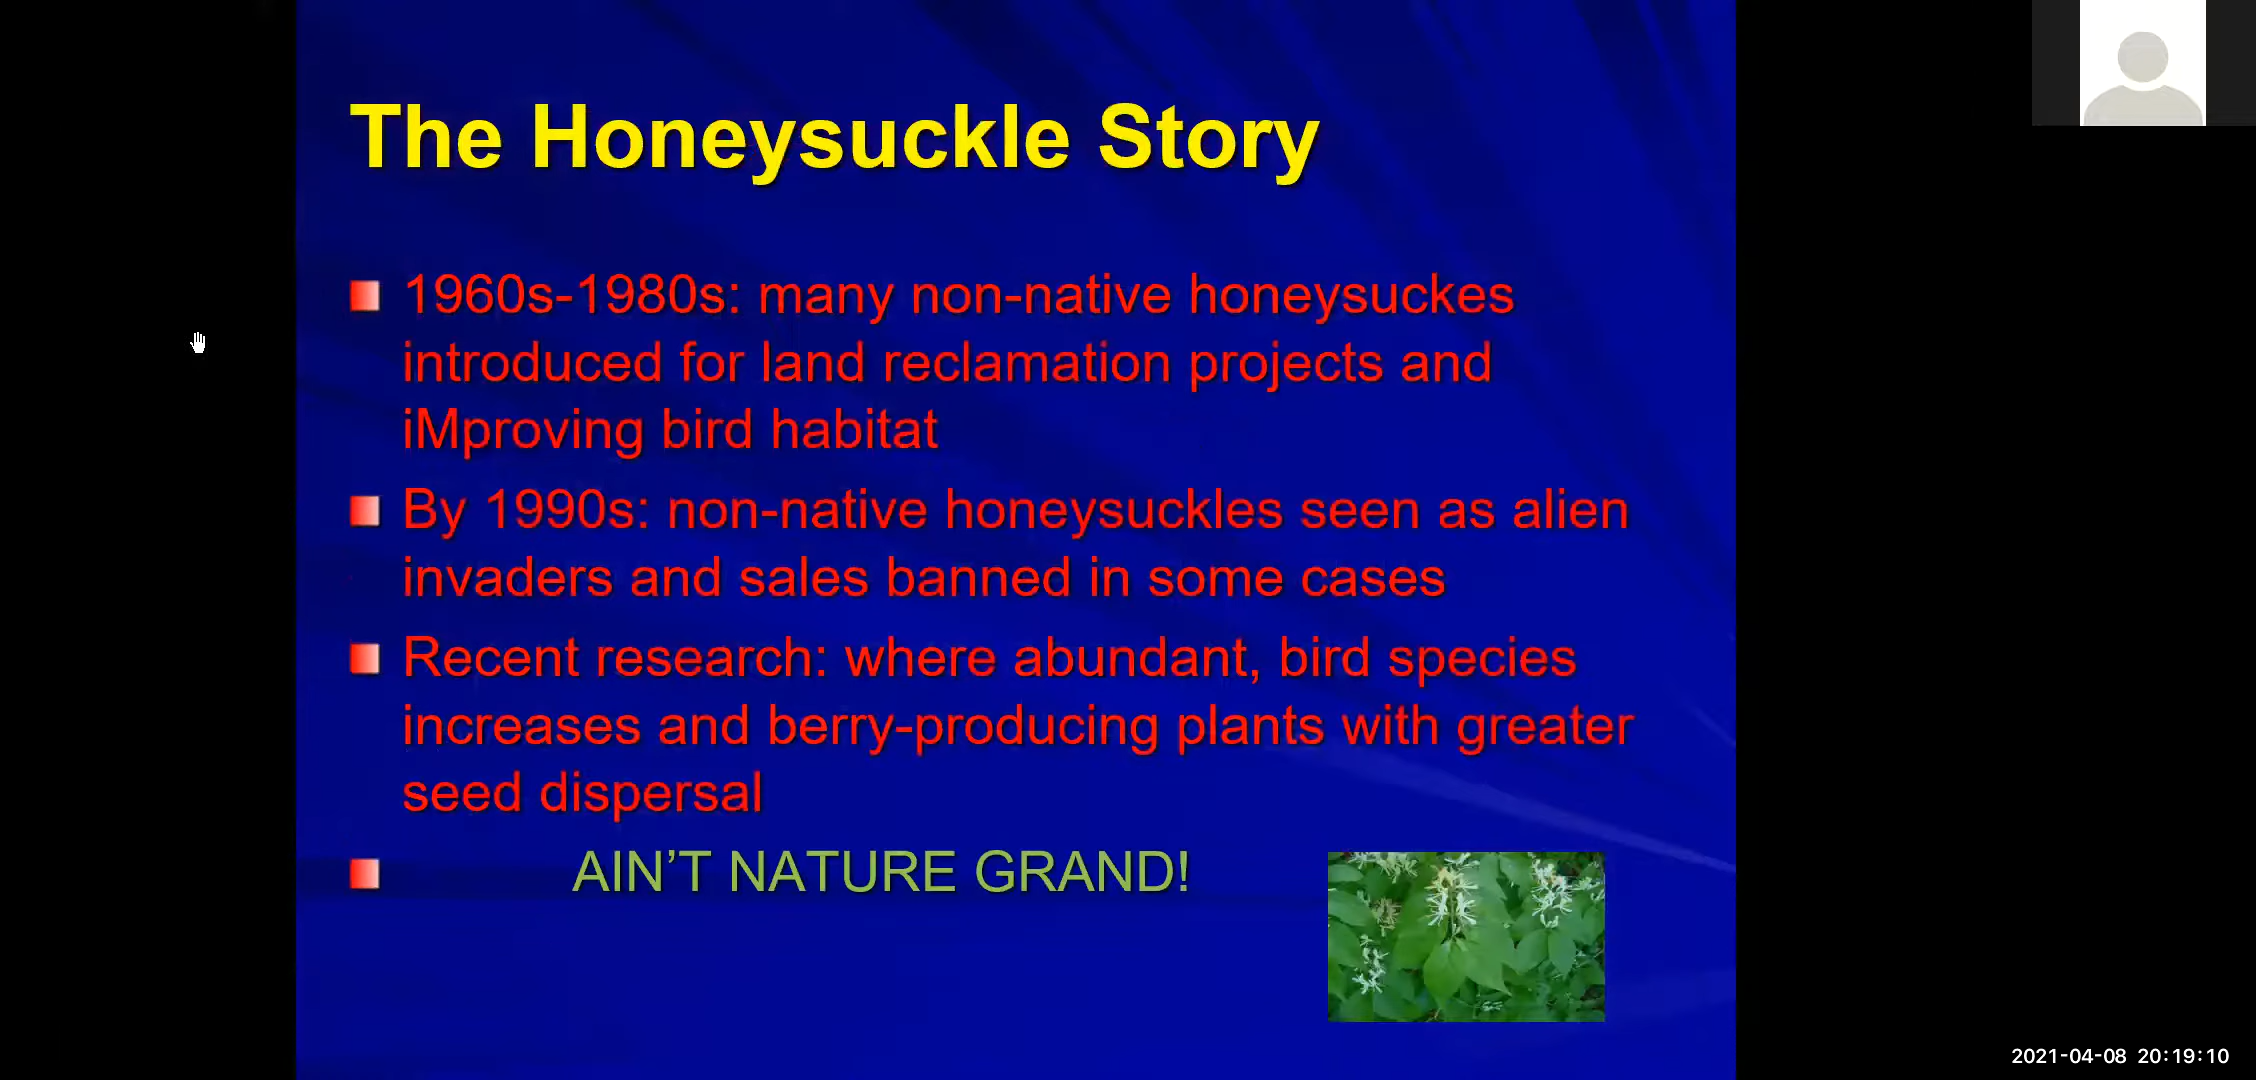 The Honeysuckle Story
1960s-1980s: many non-native honeysuckes
introduced for land reclamation projects and
iMproving bird habitat
By 1990s: non-native honeysuckles seen as alien
invaders and sales banned in some cases
Recent research: where abundant, bird species
increases and berry-producing plants with greater
seed dispersal
AIN'T NATURE GRAND!
2021-04-08 20:19:10